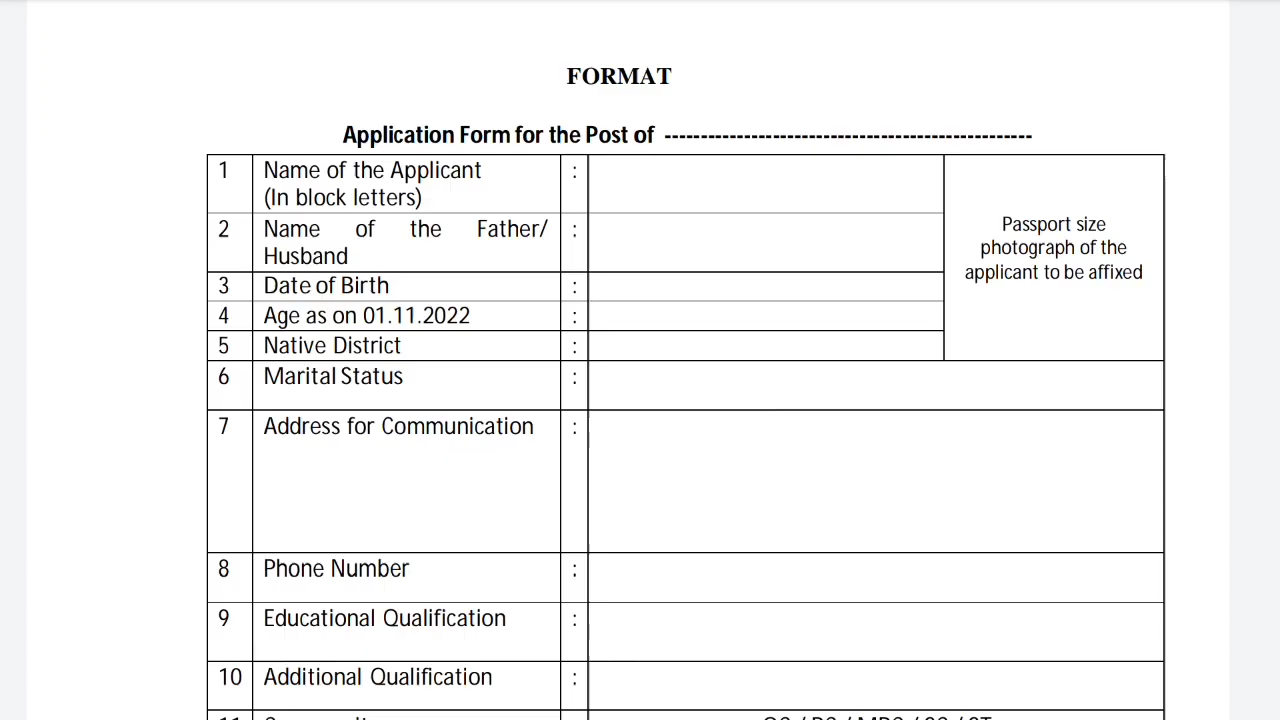 FORMAT
Application Form for the Post of ---------------------------------------------------
1 Name of the Applicant :
(In block letters)
2 Name of the Father/ :
Husband
Passport size
photograph of the
applicant to be affixed
3 Date of Birth :
4 Age as on 01.11.2022 :
5 Native District :
6 Marital Status :
7 Address for Communication :
8 Phone Number :
9 Educational Qualification :
10 Additional Qualification :